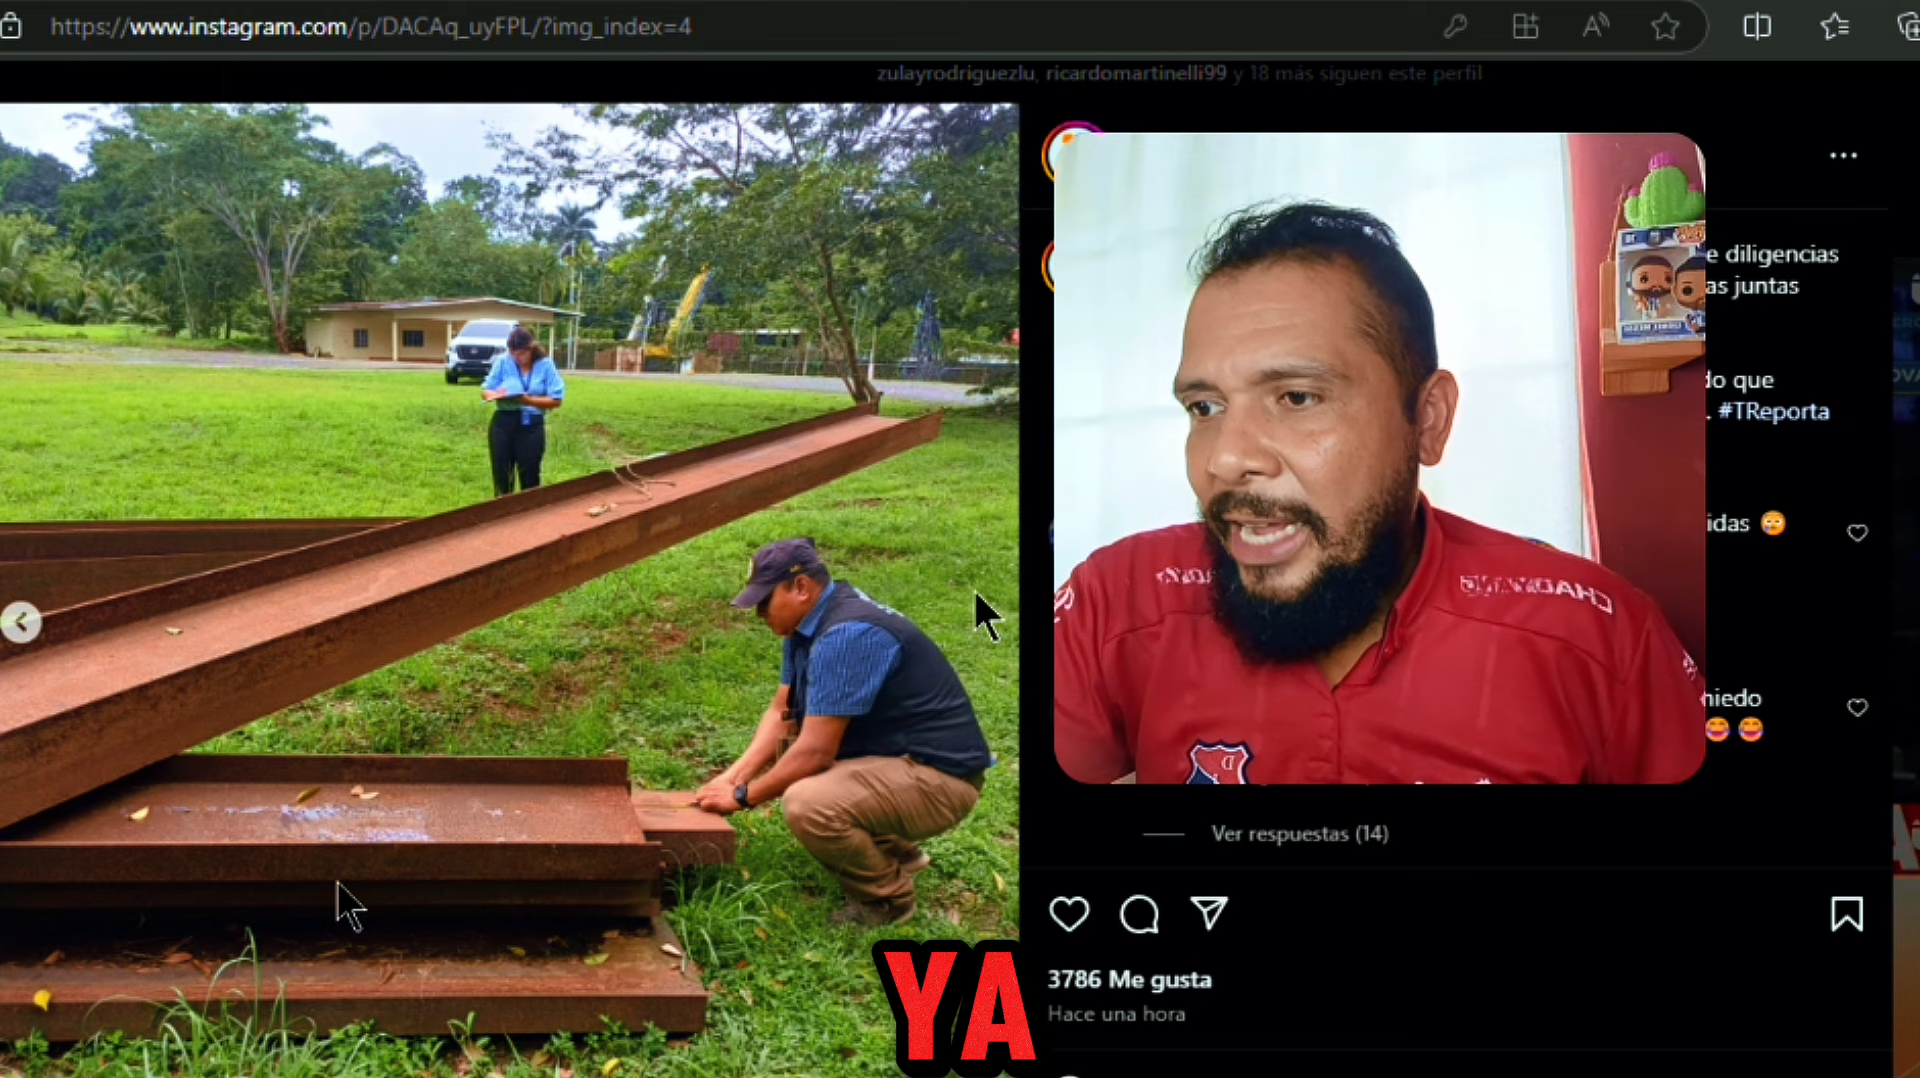 https://www.instagram.com/p/DACAq_uyFPL/?img_index=4
zulayrodriguezlu, ricardomartinelli99 y 18 más siguen este perfil
e diligencias
as juntas
do que
. #TReporta
idas
miedo
Ver respuestas (14)
3786 Me gusta
Hace una hora
YA